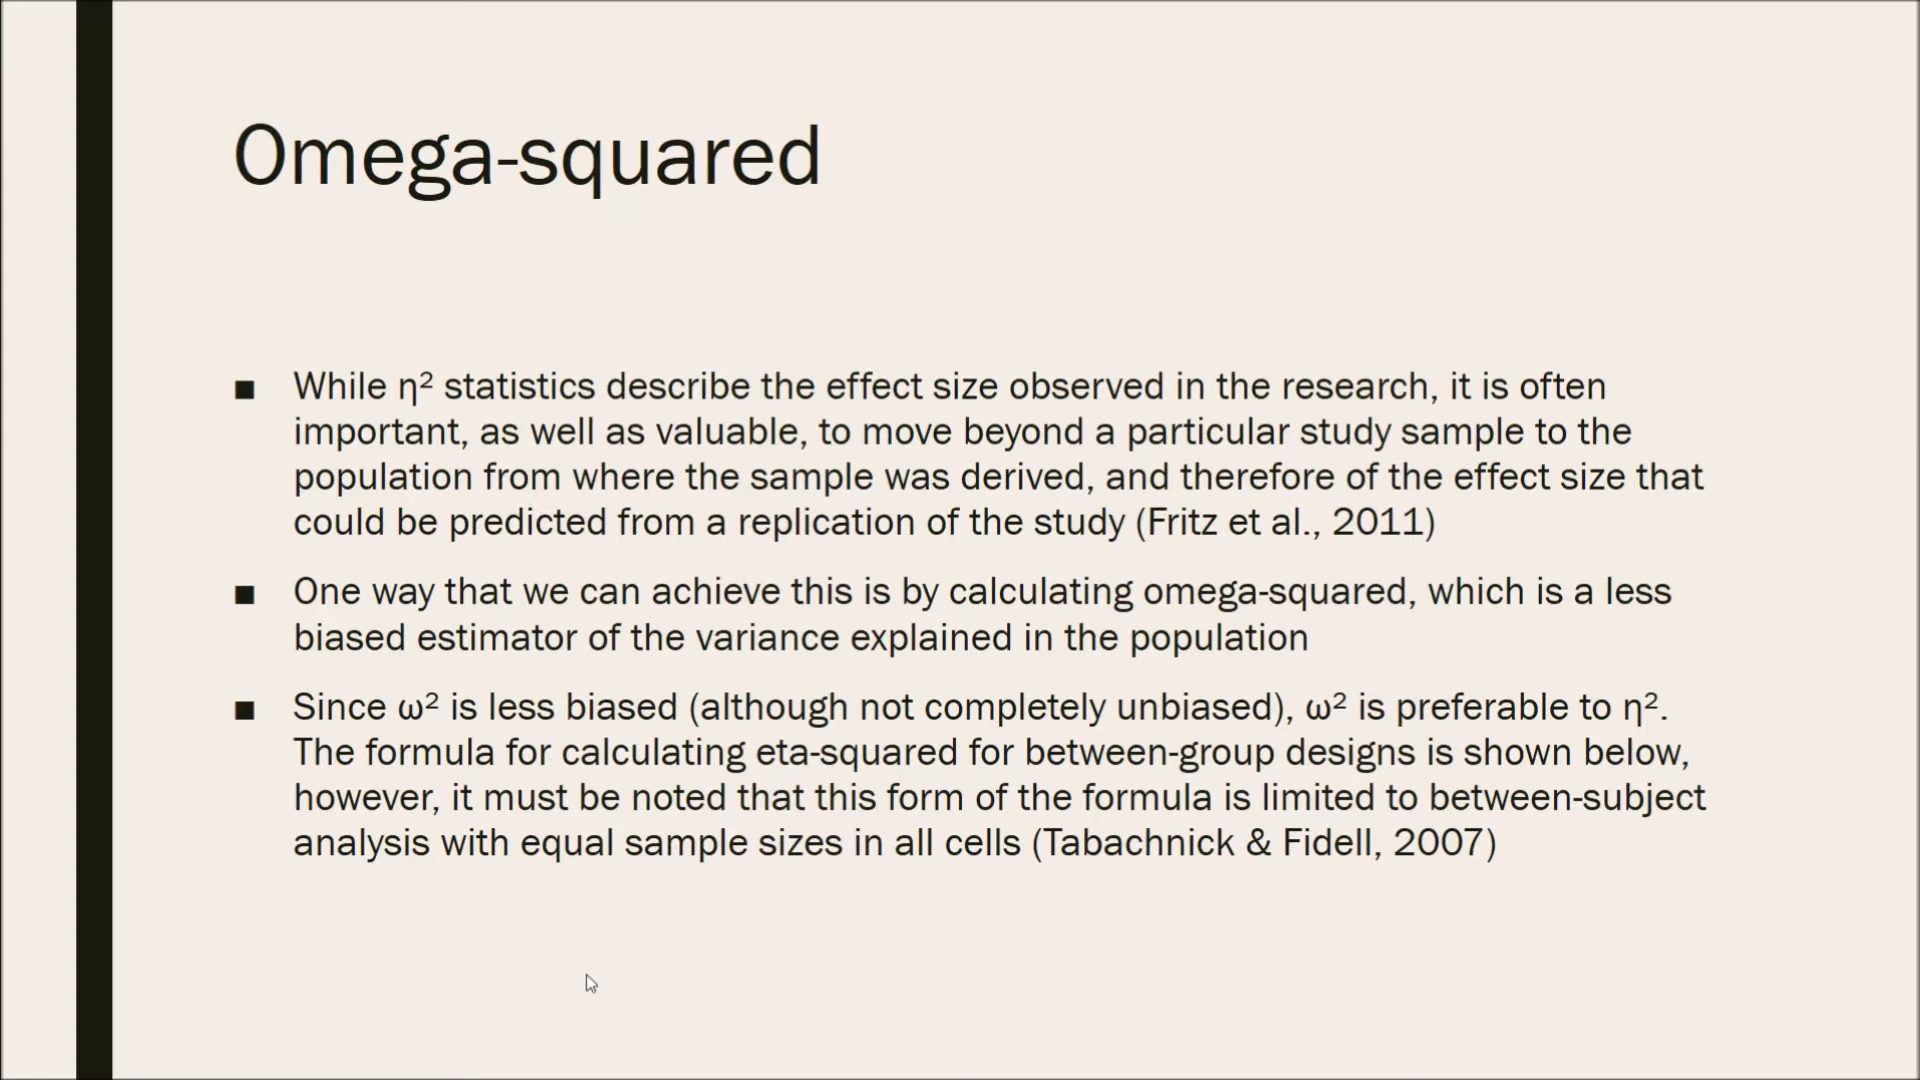 Omega-squared
■ While η² statistics describe the effect size observed in the research, it is often
important, as well as valuable, to move beyond a particular study sample to the
population from where the sample was derived, and therefore of the effect size that
could be predicted from a replication of the study (Fritz et al., 2011)
■ One way that we can achieve this is by calculating omega-squared, which is a less
biased estimator of the variance explained in the population
■ Since ω² is less biased (although not completely unbiased), ω² is preferable to η².
The formula for calculating eta-squared for between-group designs is shown below,
however, it must be noted that this form of the formula is limited to between-subject
analysis with equal sample sizes in all cells (Tabachnick & Fidell, 2007)